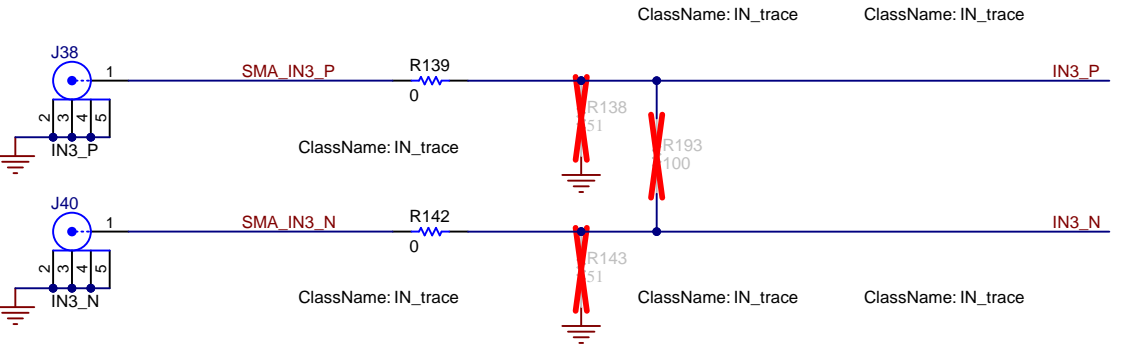 ClassName: IN_trace ClassName: IN_trace
J38
1
SMA_IN3_P
R139
0
IN3_P
2
3
4
5
IN3_P
R138
51
R193
100
ClassName: IN_trace
J40
1
SMA_IN3_N
R142
0
IN3_N
2
3
4
5
IN3_N
R143
51
ClassName: IN_trace
ClassName: IN_trace
ClassName: IN_trace